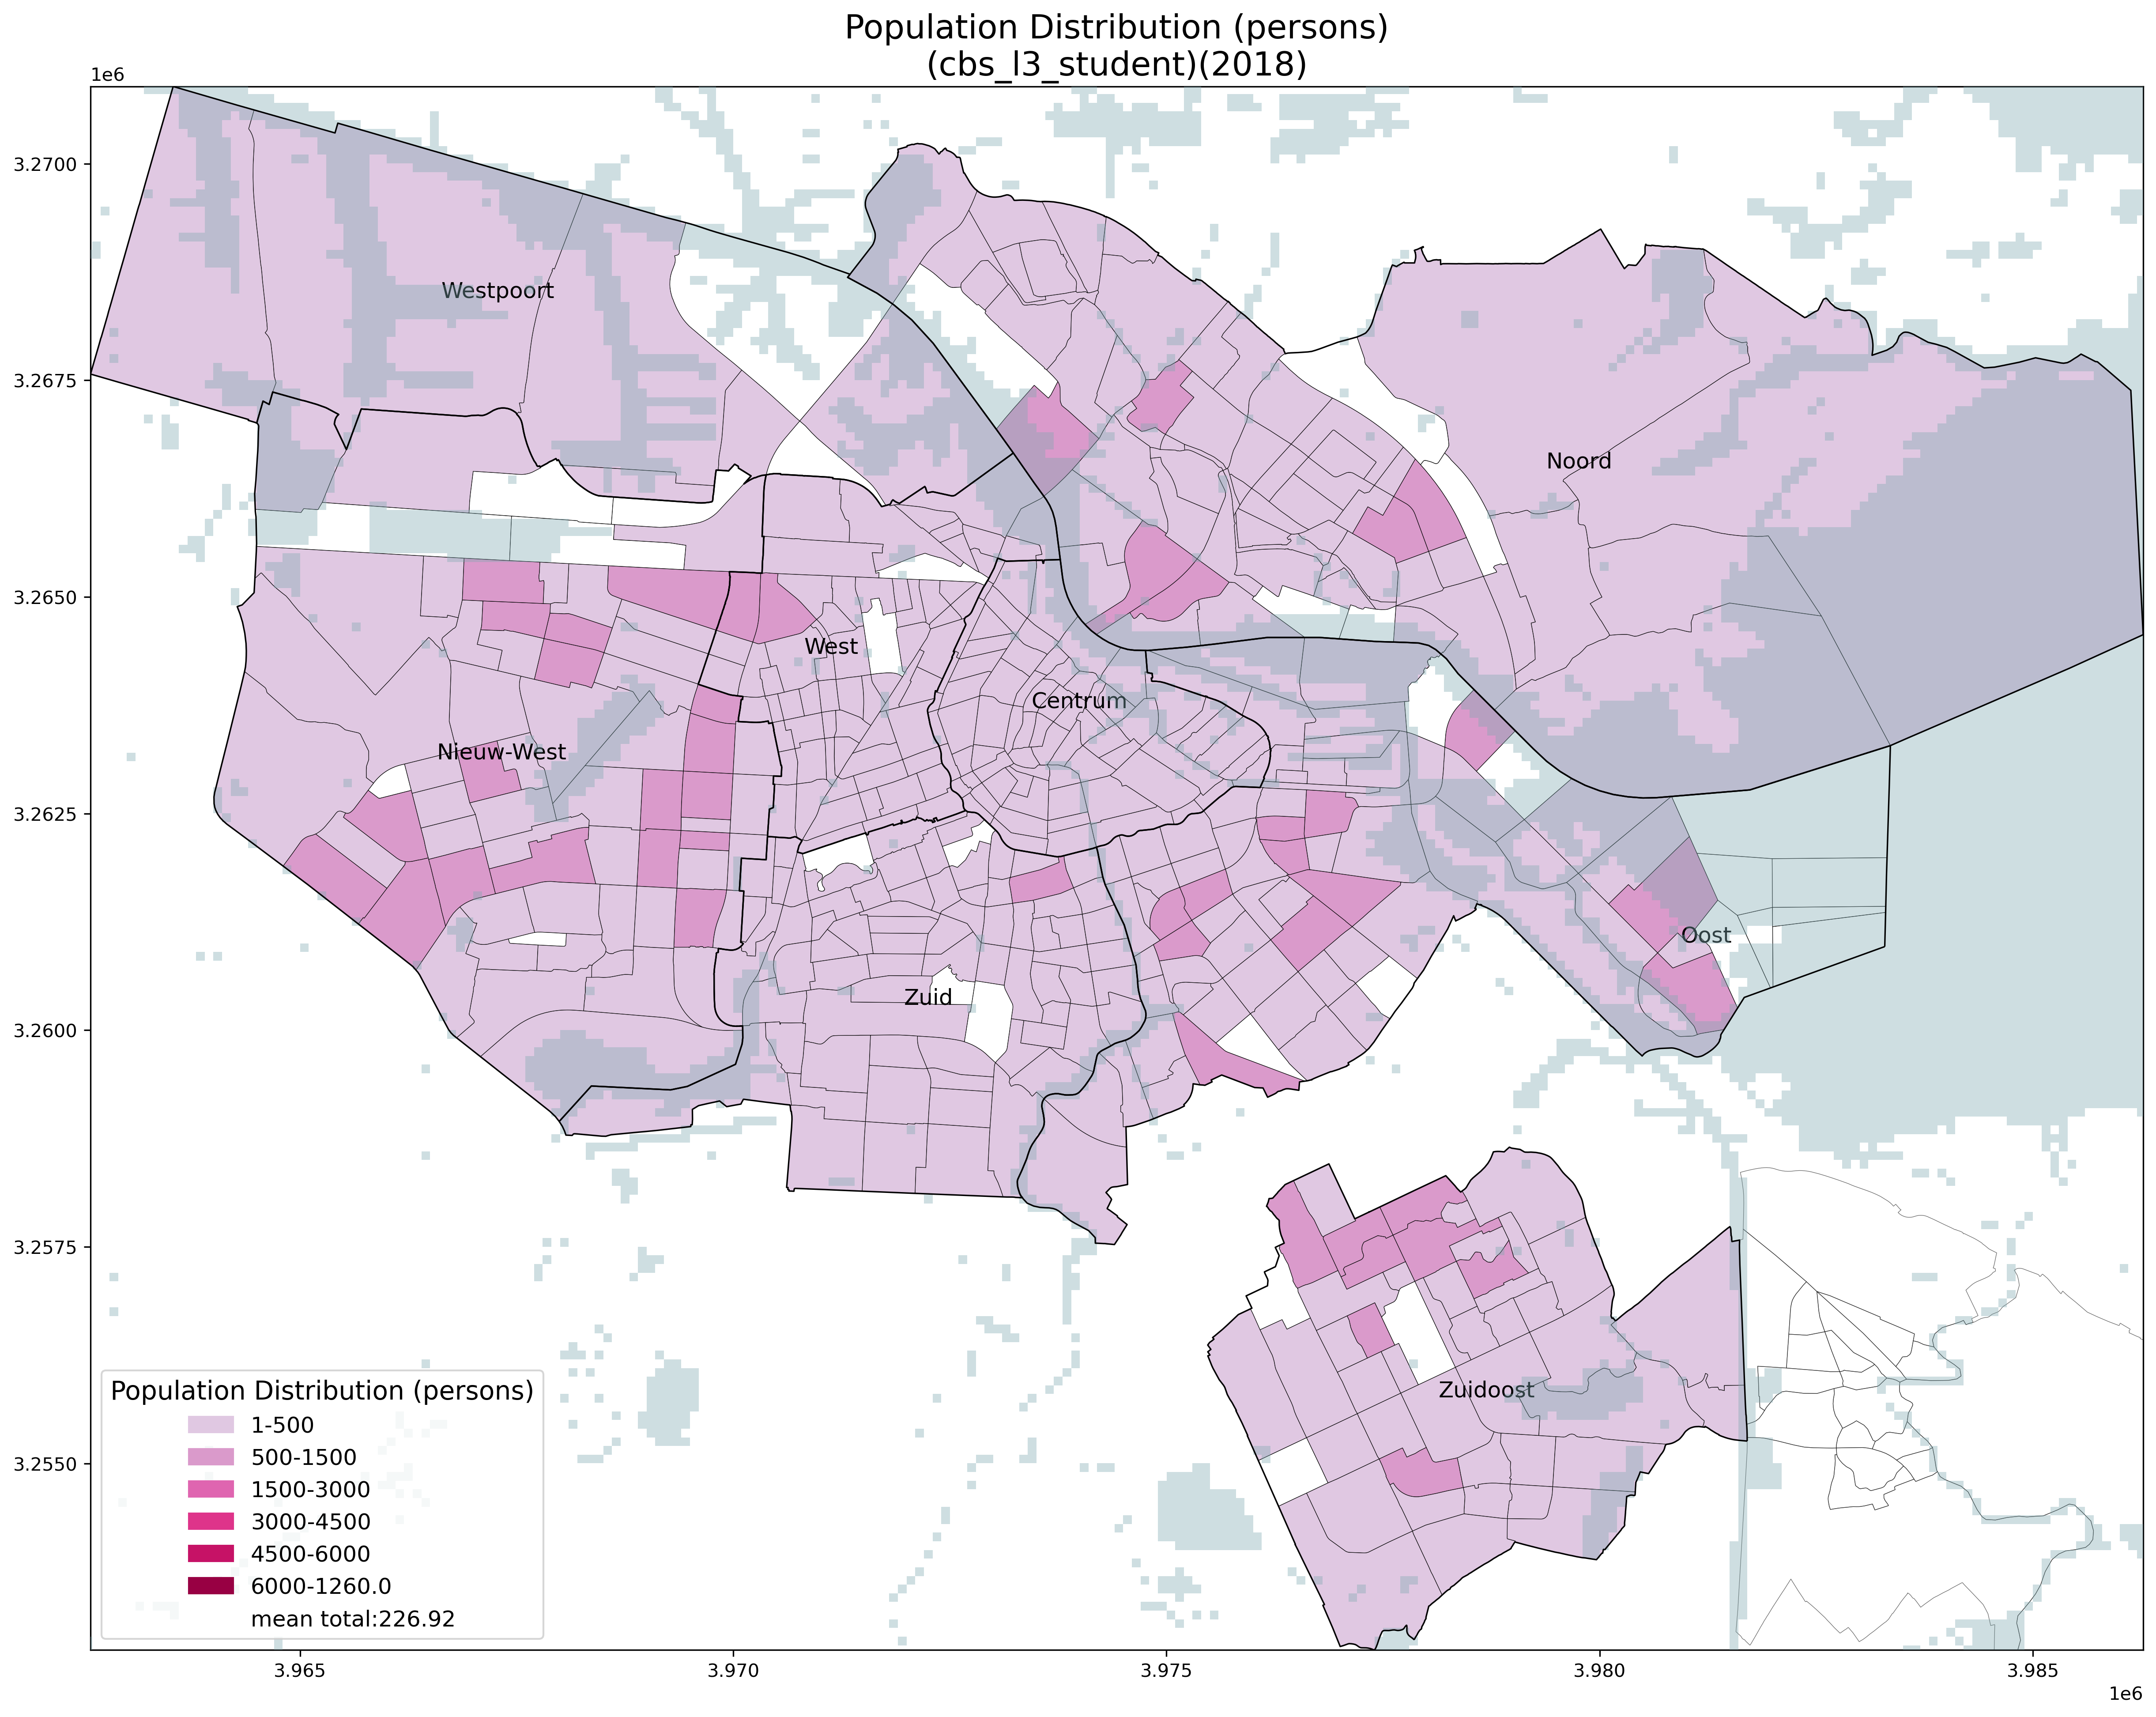 Population Distribution (persons)
(cbs_l3_student)(2018)
1e6
3.2700
3.2675
3.2650
3.2625
3.2600
3.2575
3.2550
Westpoort
Noord
West
Centrum
Nieuw-West
Oost
Zuid
Zuidoost
Population Distribution (persons)
1-500
500-1500
1500-3000
3000-4500
4500-6000
6000-1260.0
mean total:226.92
3.965
3.970
3.975
3.980
3.985
1e6